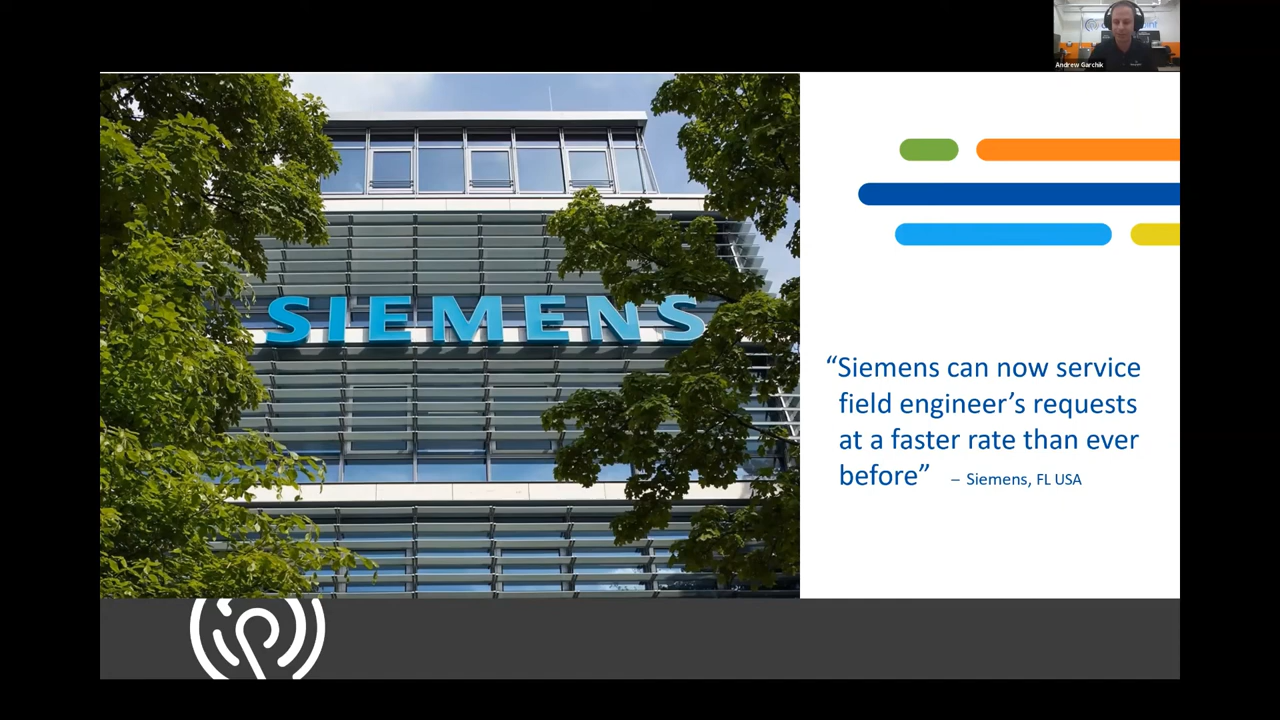 Andrew Garchik
SIEMENS
“Siemens can now service
field engineer’s requests
at a faster rate than ever
before” – Siemens, FL USA